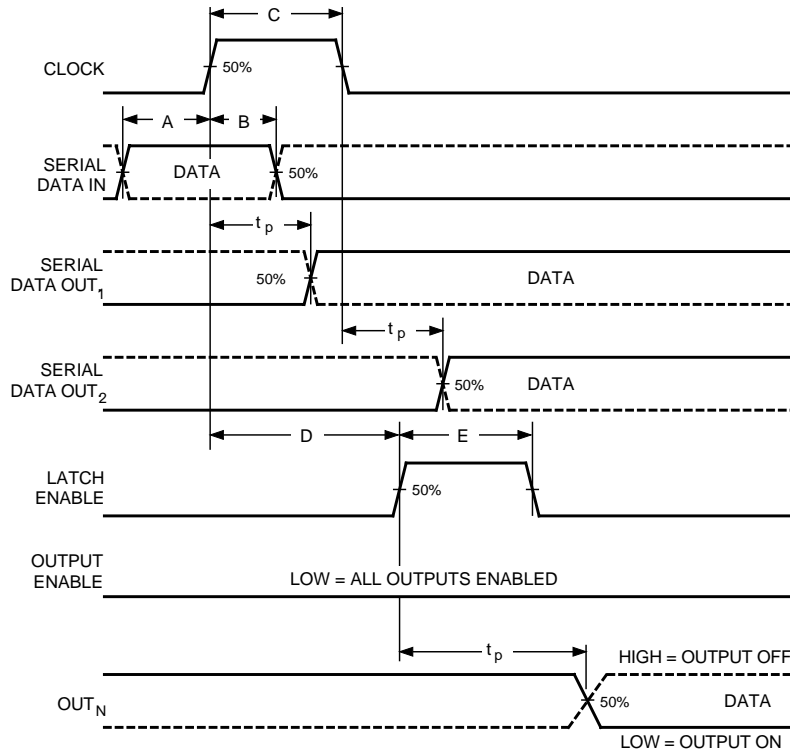 C
CLOCK
50%
A
B
SERIAL
DATA IN
DATA
50%
t p
SERIAL
DATA OUT1
50%
DATA
t p
SERIAL
DATA OUT2
50%
DATA
D
E
LATCH
ENABLE
50%
OUTPUT
ENABLE
LOW = ALL OUTPUTS ENABLED
t p
HIGH = OUTPUT OFF
OUTN
50%
DATA
LOW = OUTPUT ON